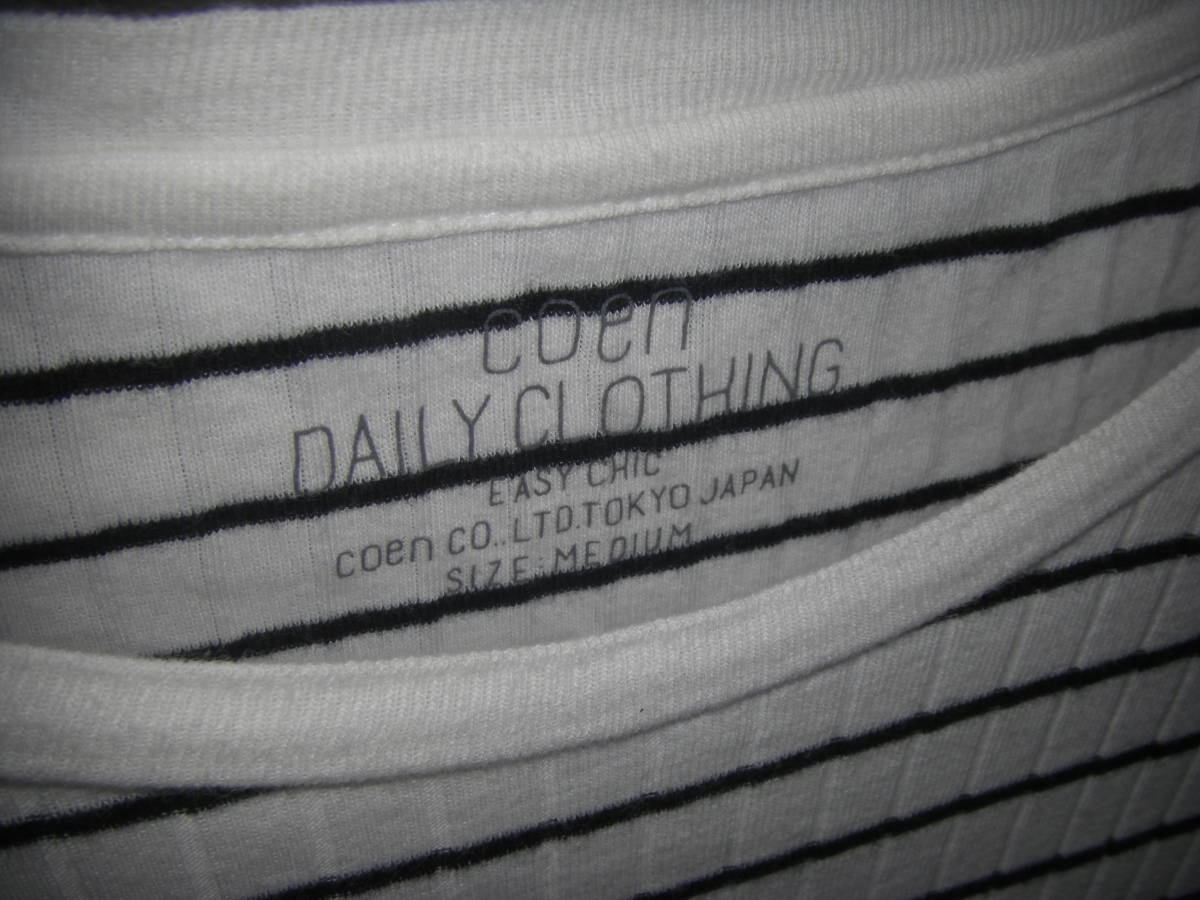 coen
DAILY CLOTHING
EASY CHIC
coen CO.,LTD.TOKYO JAPAN
SIZE:MEDIUM